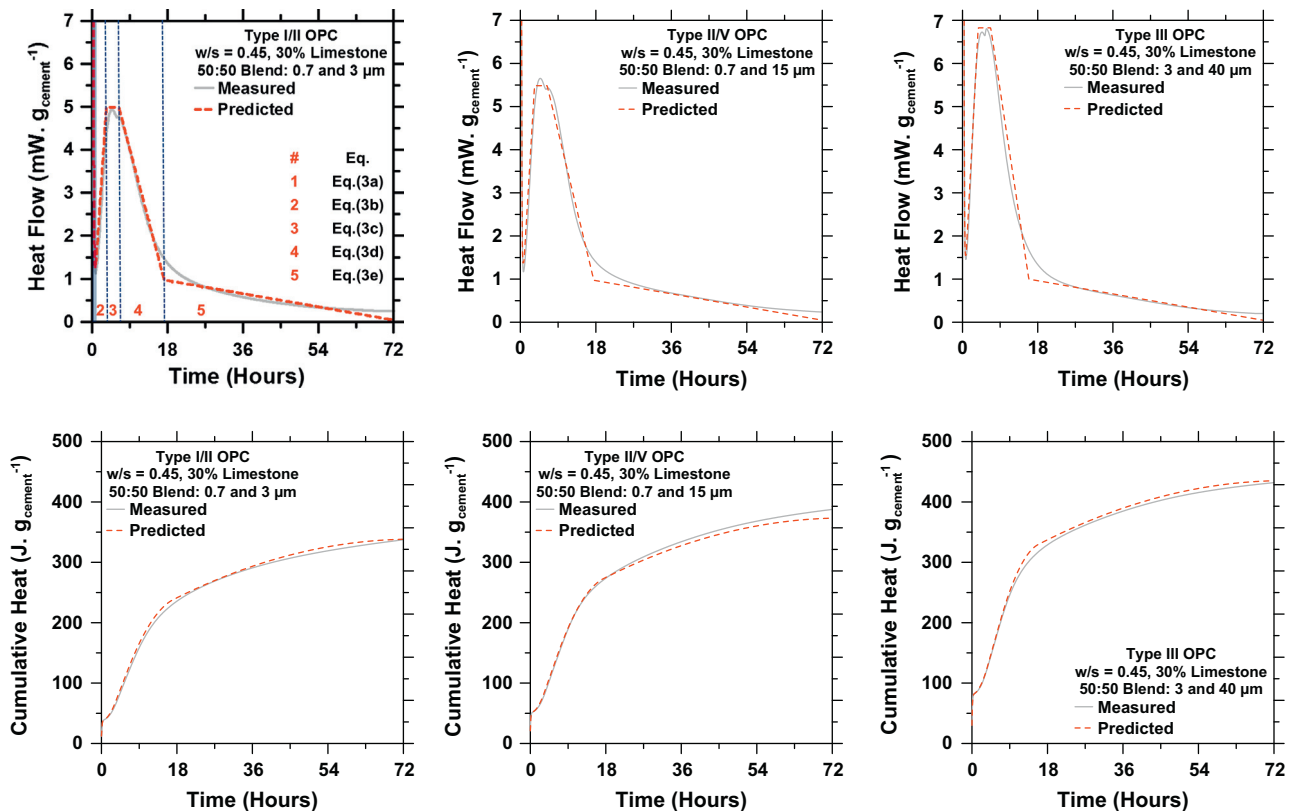 Type I/II OPC
w/s = 0.45, 30% Limestone
50:50 Blend: 0.7 and 3 µm
Measured
Predicted
# Eq.
1 Eq.(3a)
2 Eq.(3b)
3 Eq.(3c)
4 Eq.(3d)
5 Eq.(3e)
2 3 4 5
7
6
5
4
3
2
1
0
0 18 36 54 72
Heat Flow (mW. g_cement^-1)
Time (Hours)
Type II/V OPC
w/s = 0.45, 30% Limestone
50:50 Blend: 0.7 and 15 µm
Measured
Predicted
7
6
5
4
3
2
1
0
0 18 36 54 72
Heat Flow (mW. g_cement^-1)
Time (Hours)
Type III OPC
w/s = 0.45, 30% Limestone
50:50 Blend: 3 and 40 µm
Measured
Predicted
7
6
5
4
3
2
1
0
0 18 36 54 72
Heat Flow (mW. g_cement^-1)
Time (Hours)
Type I/II OPC
w/s = 0.45, 30% Limestone
50:50 Blend: 0.7 and 3 µm
Measured
Predicted
500
400
300
200
100
0
0 18 36 54 72
Cumulative Heat (J. g_cement^-1)
Time (Hours)
Type II/V OPC
w/s = 0.45, 30% Limestone
50:50 Blend: 0.7 and 15 µm
Measured
Predicted
500
400
300
200
100
0
0 18 36 54 72
Cumulative Heat (J. g_cement^-1)
Time (Hours)
Type III OPC
w/s = 0.45, 30% Limestone
50:50 Blend: 3 and 40 µm
Measured
Predicted
500
400
300
200
100
0
0 18 36 54 72
Cumulative Heat (J. g_cement^-1)
Time (Hours)